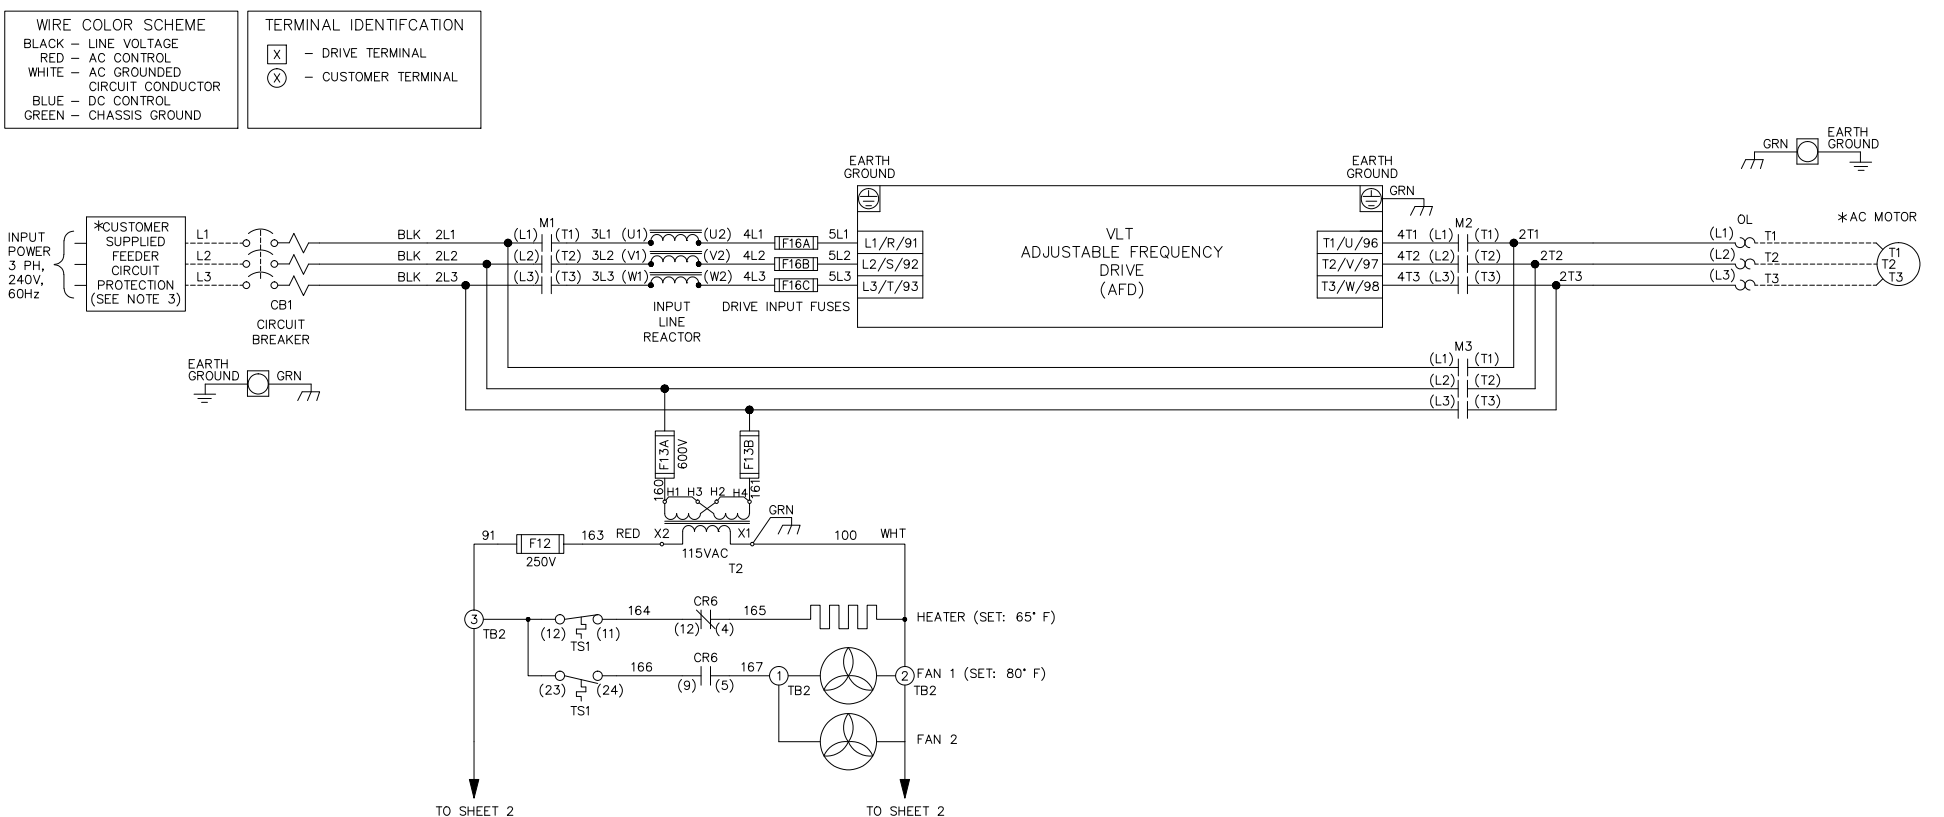 WIRE COLOR SCHEME
BLACK – LINE VOLTAGE
RED – AC CONTROL
WHITE – AC GROUNDED
CIRCUIT CONDUCTOR
BLUE – DC CONTROL
GREEN – CHASSIS GROUND
TERMINAL IDENTIFCATION
X – DRIVE TERMINAL
X – CUSTOMER TERMINAL
GRN
EARTH
GROUND
EARTH
GROUND
EARTH
GROUND
GRN
INPUT
POWER
3 PH,
240V,
60Hz
*CUSTOMER
SUPPLIED
FEEDER
CIRCUIT
PROTECTION
(SEE NOTE 3)
L1
L2
L3
CB1
CIRCUIT
BREAKER
M1
BLK 2L1 (L1) (T1) 3L1 (U1) (U2) 4L1 F16A 5L1 L1/R/91
BLK 2L2 (L2) (T2) 3L2 (V1) (V2) 4L2 F16B 5L2 L2/S/92
BLK 2L3 (L3) (T3) 3L3 (W1) (W2) 4L3 F16C 5L3 L3/T/93
INPUT
LINE
REACTOR
DRIVE INPUT FUSES
VLT
ADJUSTABLE FREQUENCY
DRIVE
(AFD)
M2
OL
*AC MOTOR
T1/U/96 4T1 (L1) (T1) 2T1 (L1) T1
T2/V/97 4T2 (L2) (T2) 2T2 (L2) T2
T3/W/98 4T3 (L3) (T3) 2T3 (L3) T3
T1
T2
T3
M3
(L1) (T1)
(L2) (T2)
(L3) (T3)
EARTH
GROUND
GRN
F13A
600V
F13B
160
161
H1 H3 H2 H4
GRN
91 F12 163 RED X2 X1 100 WHT
250V
115VAC
T2
3
TB2
(12) (11)
TS1
164
CR6
(12) (4)
165
HEATER (SET: 65° F)
(23) (24)
TS1
166
CR6
(9) (5)
167
1
TB2
2
TB2
FAN 1 (SET: 80° F)
FAN 2
TO SHEET 2
TO SHEET 2